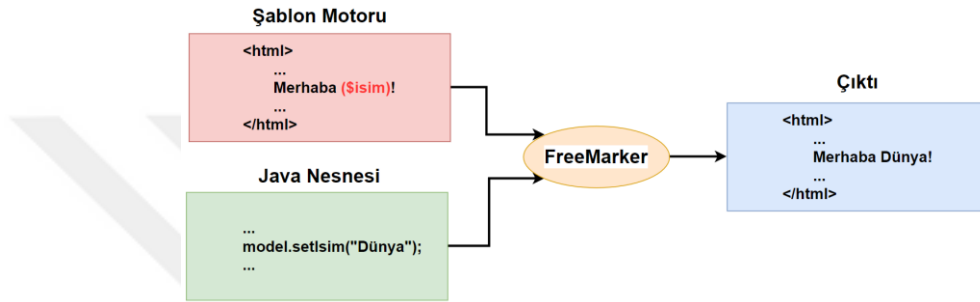 Şablon Motoru
<html>
...
Merhaba ($isim)!
...
</html>
Java Nesnesi
...
model.setIsim("Dünya");
...
FreeMarker
Çıktı
<html>
...
Merhaba Dünya!
...
</html>